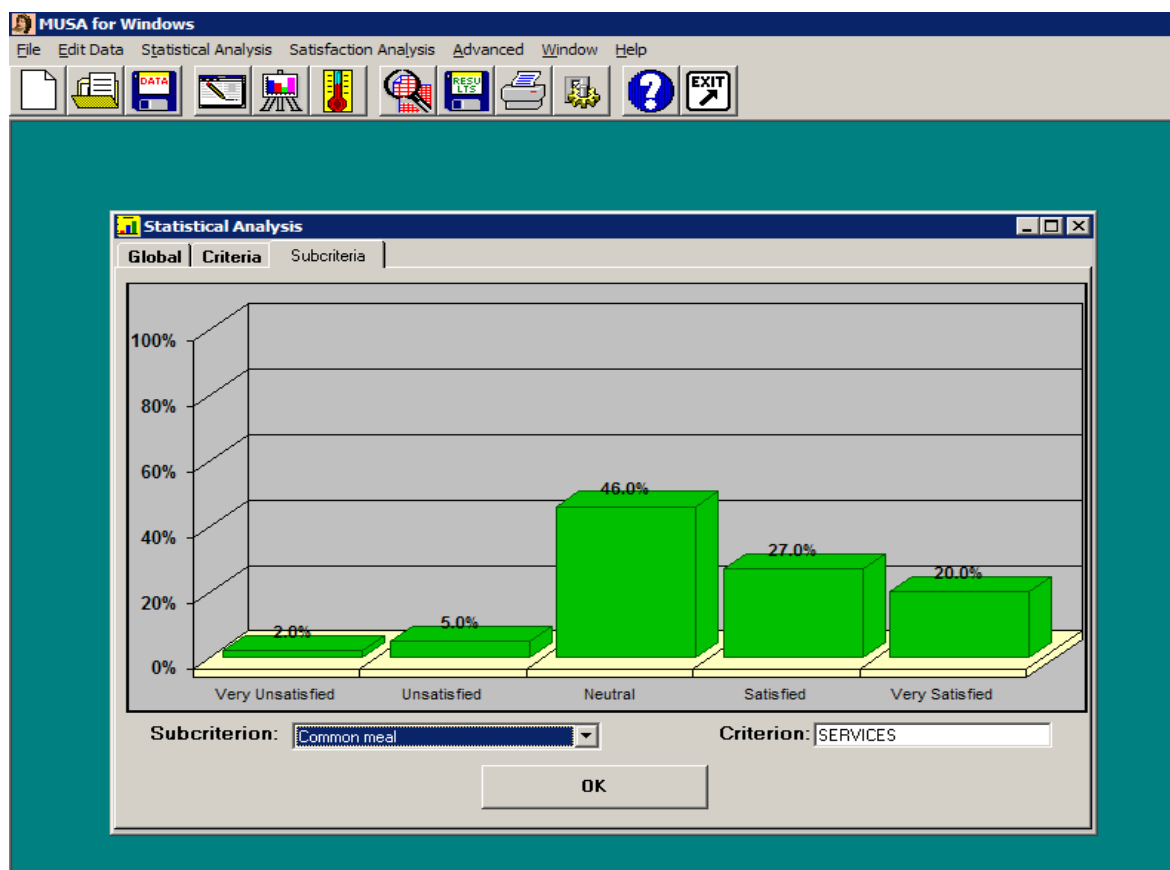 MUSA for Windows
File Edit Data Statistical Analysis Satisfaction Analysis Advanced Window Help
DATA RESU LTS ? EXIT
Statistical Analysis
Global Criteria Subcriteria
100%
80%
60%
40%
20%
0%
2.0% 5.0% 46.0% 27.0% 20.0%
Very Unsatisfied Unsatisfied Neutral Satisfied Very Satisfied
Subcriterion: Common meal Criterion: SERVICES
OK